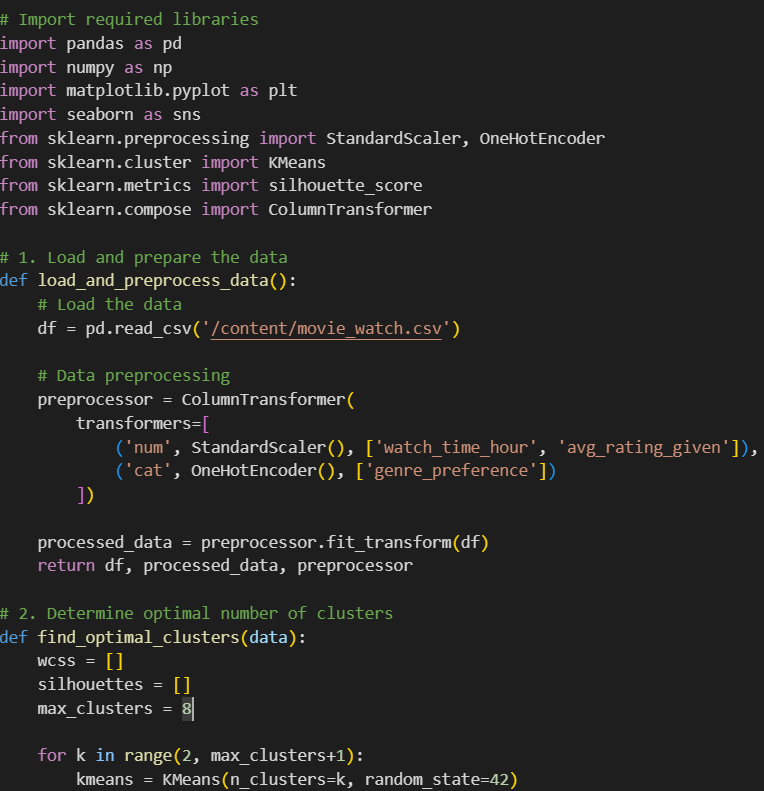 # Import required libraries
import pandas as pd
import numpy as np
import matplotlib.pyplot as plt
import seaborn as sns
from sklearn.preprocessing import StandardScaler, OneHotEncoder
from sklearn.cluster import KMeans
from sklearn.metrics import silhouette_score
from sklearn.compose import ColumnTransformer

# 1. Load and prepare the data
def load_and_preprocess_data():
    # Load the data
    df = pd.read_csv('/content/movie_watch.csv')

    # Data preprocessing
    preprocessor = ColumnTransformer(
        transformers=[
            ('num', StandardScaler(), ['watch_time_hour', 'avg_rating_given']),
            ('cat', OneHotEncoder(), ['genre_preference'])
        ])

    processed_data = preprocessor.fit_transform(df)
    return df, processed_data, preprocessor

# 2. Determine optimal number of clusters
def find_optimal_clusters(data):
    wcss = []
    silhouettes = []
    max_clusters = 8

    for k in range(2, max_clusters+1):
        kmeans = KMeans(n_clusters=k, random_state=42)